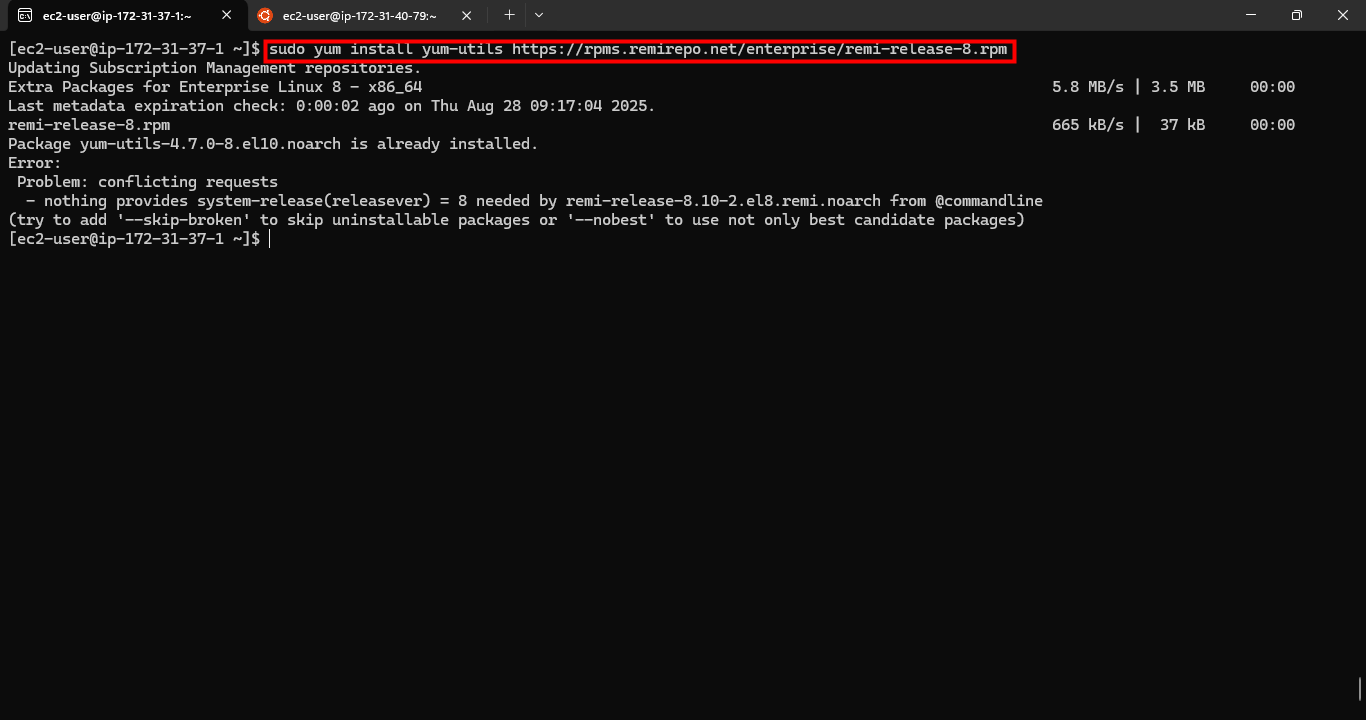 ec2-user@ip-172-31-37-1:~ ec2-user@ip-172-31-40-79:~
[ec2-user@ip-172-31-37-1 ~]$ sudo yum install yum-utils https://rpms.remirepo.net/enterprise/remi-release-8.rpm
Updating Subscription Management repositories.
Extra Packages for Enterprise Linux 8 - x86_64 5.8 MB/s | 3.5 MB 00:00
Last metadata expiration check: 0:00:02 ago on Thu Aug 28 09:17:04 2025.
remi-release-8.rpm 665 kB/s | 37 kB 00:00
Package yum-utils-4.7.0-8.el10.noarch is already installed.
Error:
Problem: conflicting requests
- nothing provides system-release(releasever) = 8 needed by remi-release-8.10-2.el8.remi.noarch from @commandline
(try to add '--skip-broken' to skip uninstallable packages or '--nobest' to use not only best candidate packages)
[ec2-user@ip-172-31-37-1 ~]$